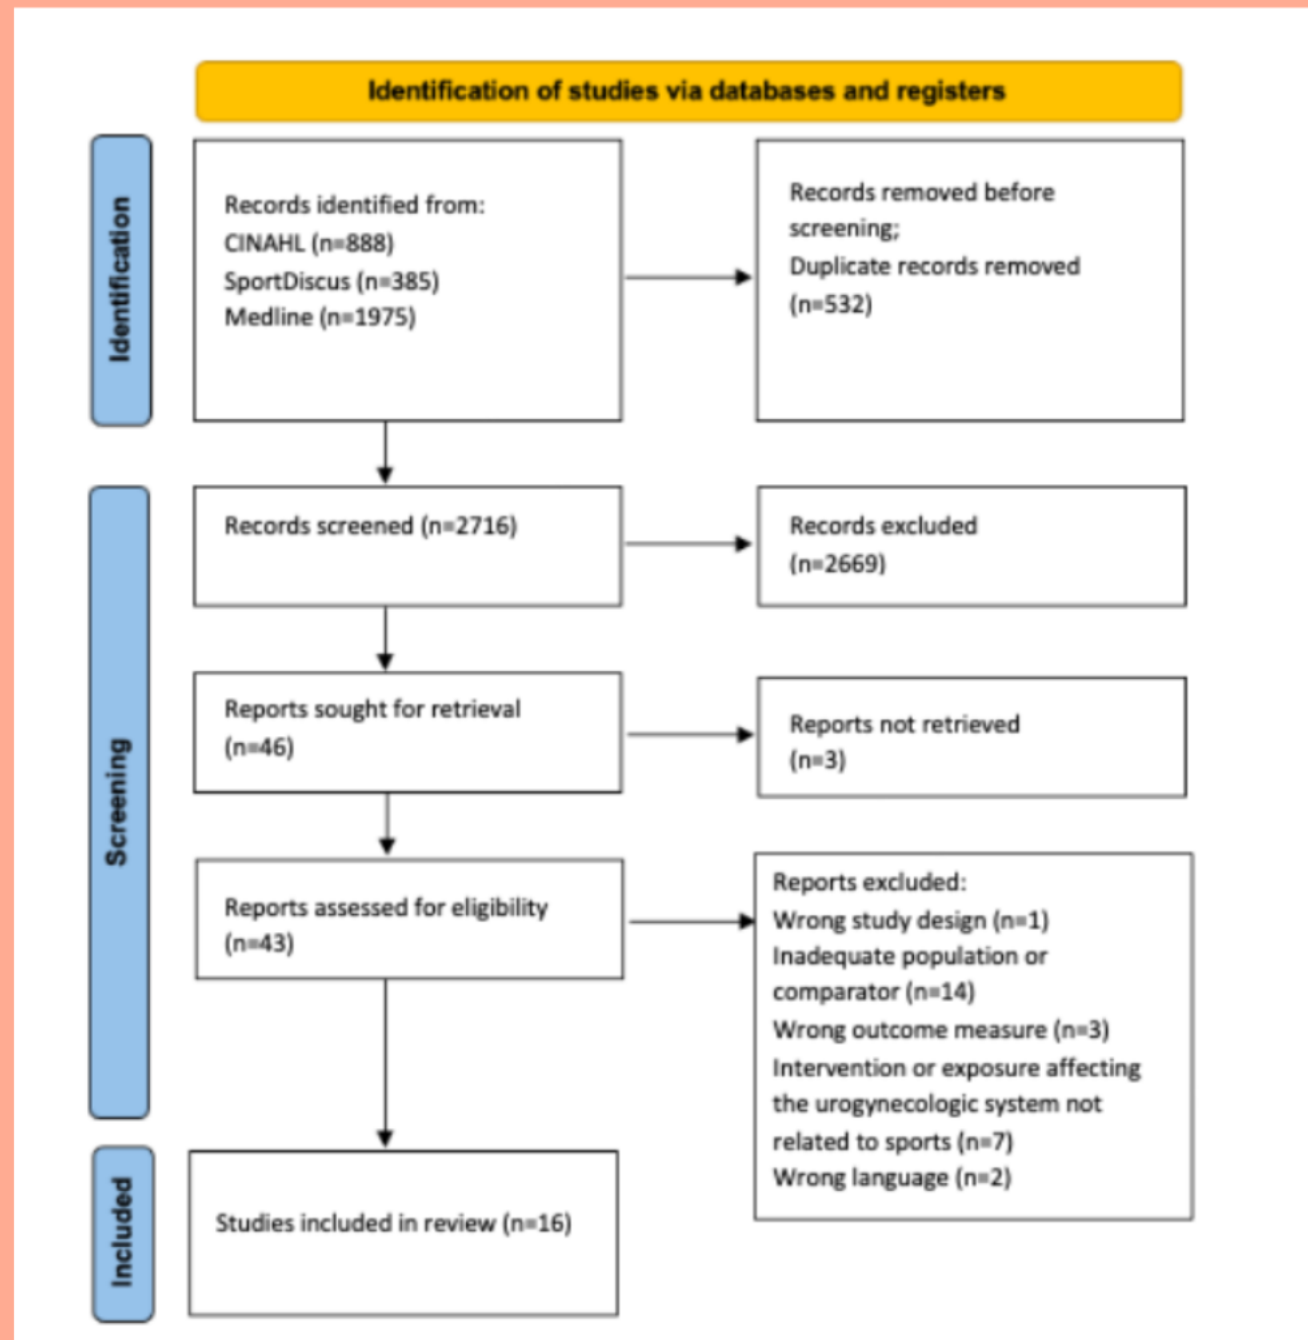 Identification of studies via databases and registers
Identification
Records identified from:
CINAHL (n=888)
SportDiscus (n=385)
Medline (n=1975)
Records removed before
screening;
Duplicate records removed
(n=532)
Screening
Records screened (n=2716)
Records excluded
(n=2669)
Reports sought for retrieval
(n=46)
Reports not retrieved
(n=3)
Reports assessed for eligibility
(n=43)
Reports excluded:
Wrong study design (n=1)
Inadequate population or
comparator (n=14)
Wrong outcome measure (n=3)
Intervention or exposure affecting
the urogynecologic system not
related to sports (n=7)
Wrong language (n=2)
Included
Studies included in review (n=16)